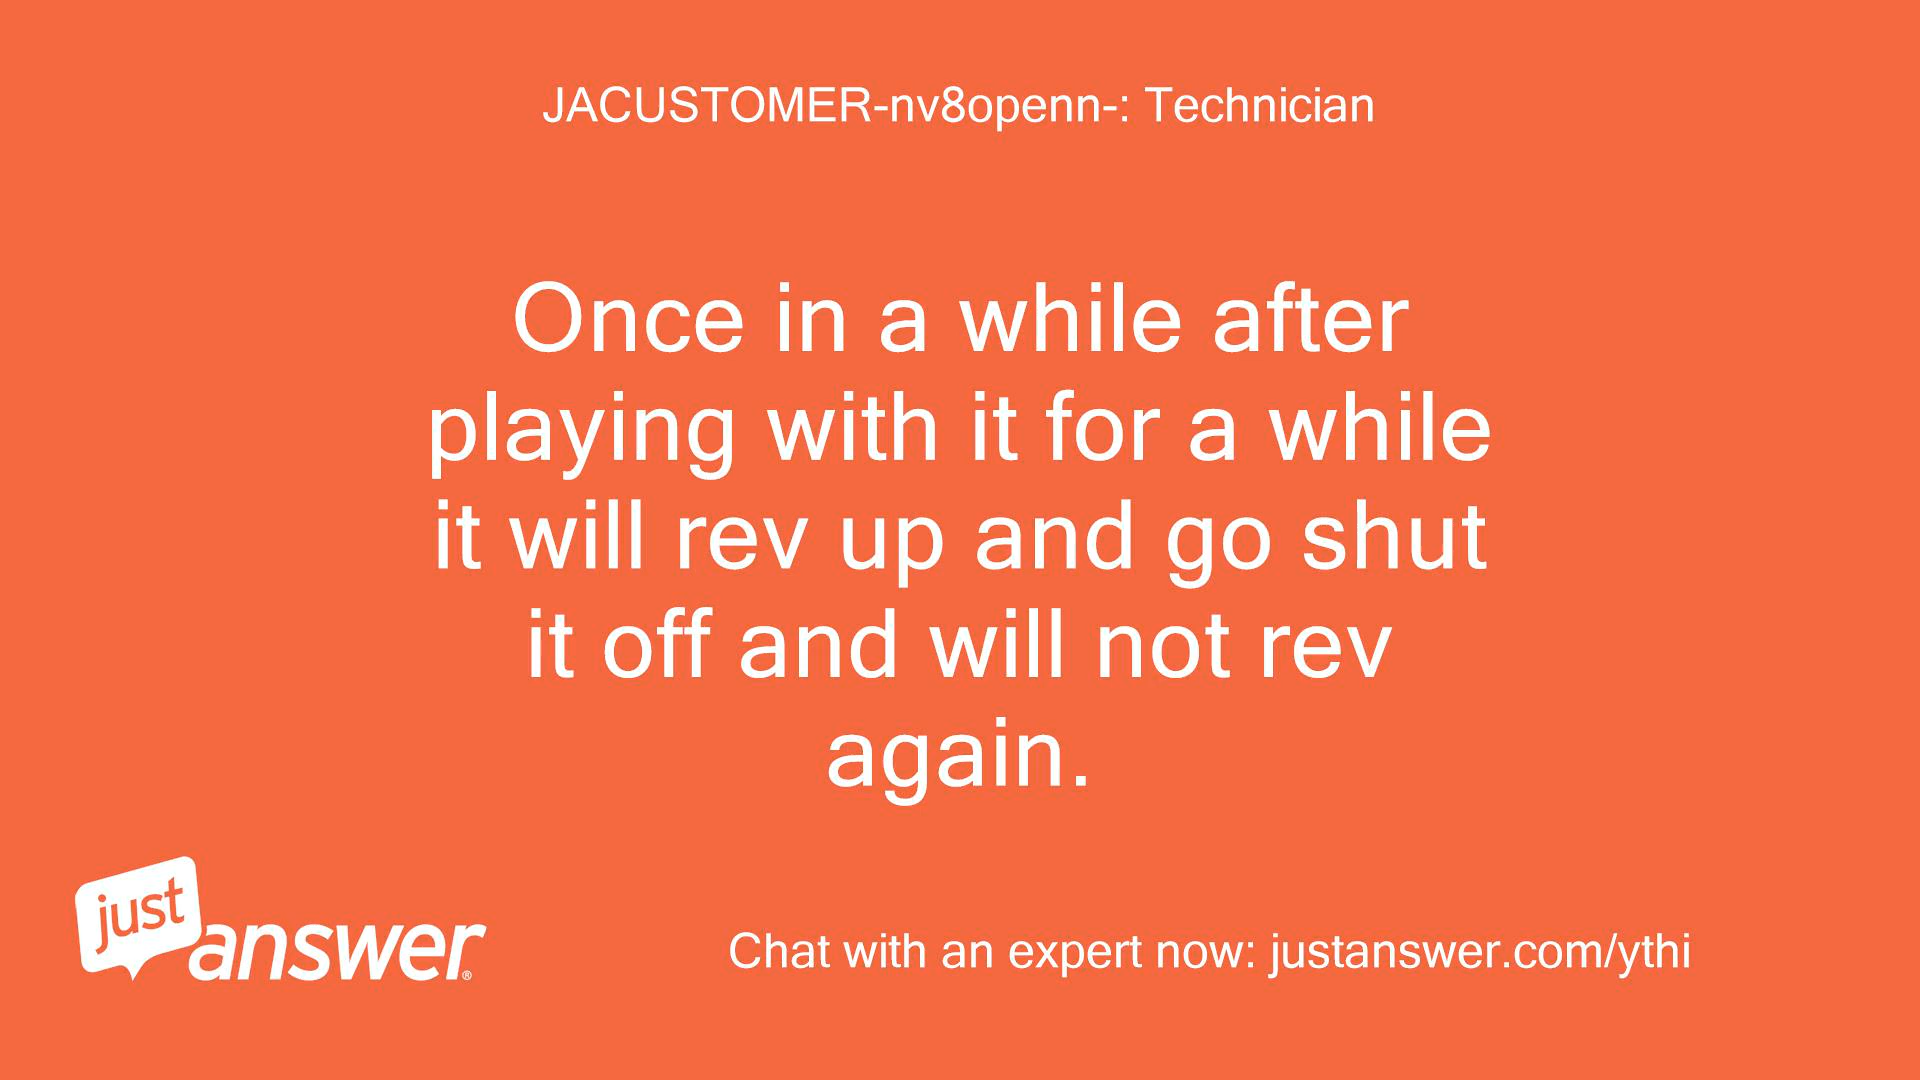 JACUSTOMER-nv8openn-: Technician
Once in a while after
playing with it for a while
it will rev up and go shut
it off and will not rev
again.
just
answer®
Chat with an expert now: justanswer.com/ythi